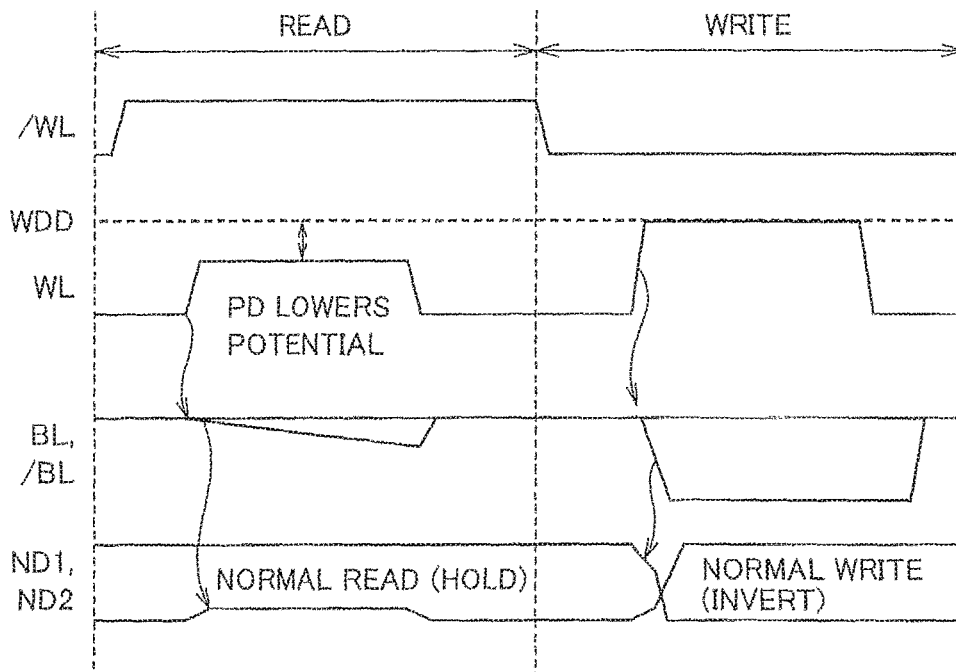 READ
WRITE
/WL
WDD
WL
PD LOWERS
POTENTIAL
BL,
/BL
ND1,
ND2
NORMAL READ (HOLD)
NORMAL WRITE
(INVERT)